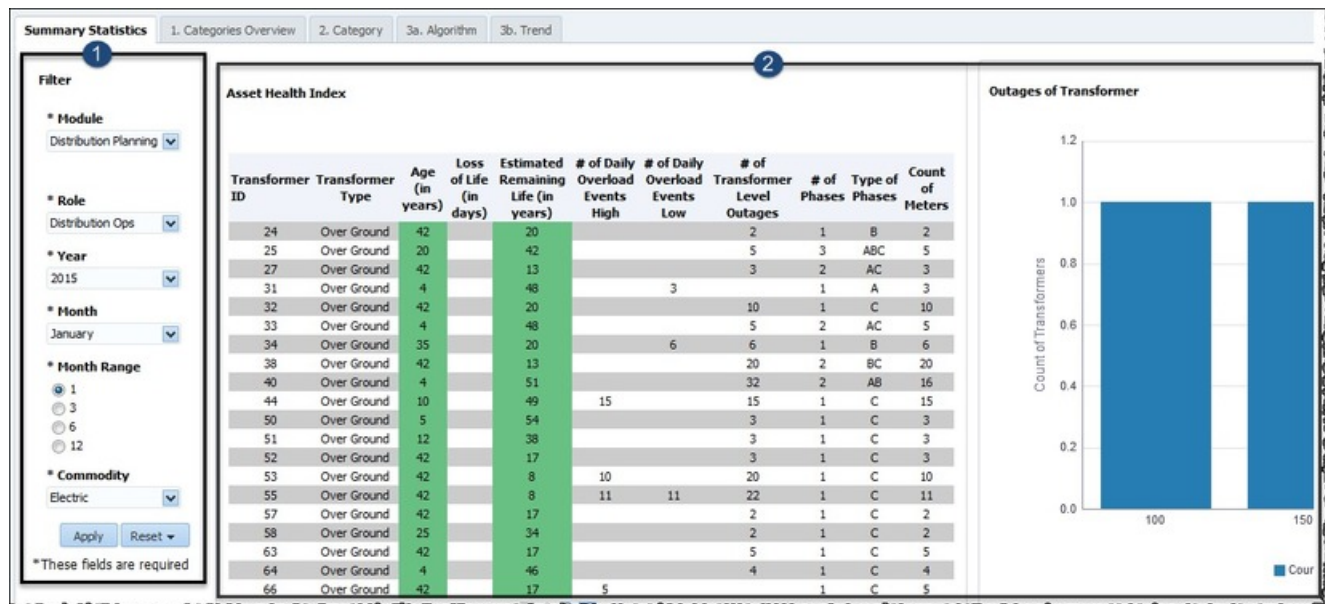 Summary Statistics 1. Categories Overview 2. Category 3a. Algorithm 3b. Trend
1
Filter
* Module
Distribution Planning
* Role
Distribution Ops
* Year
2015
* Month
January
* Month Range
1
3
6
12
* Commodity
Electric
Apply Reset
*These fields are required
2
Asset Health Index
Transformer ID Transformer Type Age (in years) Loss of Life (in days) Estimated Remaining Life (in years) # of Daily Overload Events High # of Daily Overload Events Low # of Transformer Level Outages # of Phases Type of Phases Count of Meters
24 Over Ground 42 20 2 1 B 2
25 Over Ground 20 42 5 3 ABC 5
27 Over Ground 42 13 3 2 AC 3
31 Over Ground 4 48 3 1 A 3
32 Over Ground 42 20 10 1 C 10
33 Over Ground 4 48 5 2 AC 5
34 Over Ground 35 20 6 6 1 B 6
38 Over Ground 42 13 20 2 BC 20
40 Over Ground 4 51 32 2 AB 16
44 Over Ground 10 49 15 15 1 C 15
50 Over Ground 5 54 3 1 C 3
51 Over Ground 12 38 3 1 C 3
52 Over Ground 42 17 3 1 C 3
53 Over Ground 42 8 10 20 1 C 10
55 Over Ground 42 8 11 11 22 1 C 11
57 Over Ground 42 17 2 1 C 2
58 Over Ground 25 34 2 1 C 2
63 Over Ground 42 17 5 1 C 5
64 Over Ground 4 46 4 1 C 4
66 Over Ground 42 17 5 1 C 5
Outages of Transformer
Count of Transformers
1.2
1.0
0.8
0.6
0.4
0.2
0.0
100 150
Cour